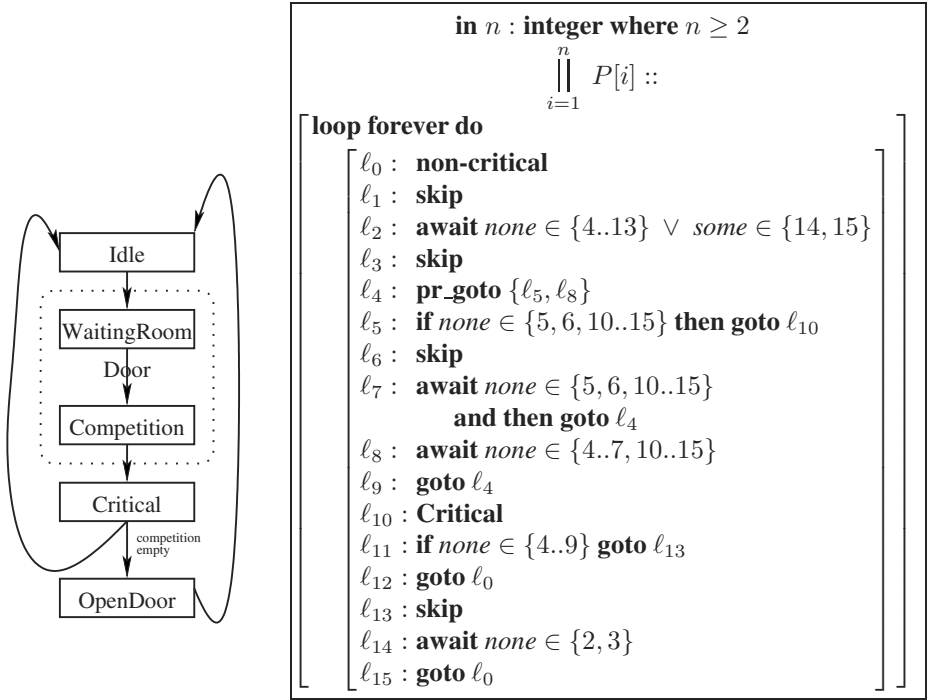 Idle
WaitingRoom
Door
Competition
Critical
competition
empty
OpenDoor
in n : integer where n ≥ 2
n
∥ P[i] ::
i=1
loop forever do
ℓ0 : non-critical
ℓ1 : skip
ℓ2 : await none ∈ {4..13} ∨ some ∈ {14, 15}
ℓ3 : skip
ℓ4 : pr_goto {ℓ5, ℓ8}
ℓ5 : if none ∈ {5, 6, 10..15} then goto ℓ10
ℓ6 : skip
ℓ7 : await none ∈ {5, 6, 10..15}
and then goto ℓ4
ℓ8 : await none ∈ {4..7, 10..15}
ℓ9 : goto ℓ4
ℓ10 : Critical
ℓ11 : if none ∈ {4..9} goto ℓ13
ℓ12 : goto ℓ0
ℓ13 : skip
ℓ14 : await none ∈ {2, 3}
ℓ15 : goto ℓ0